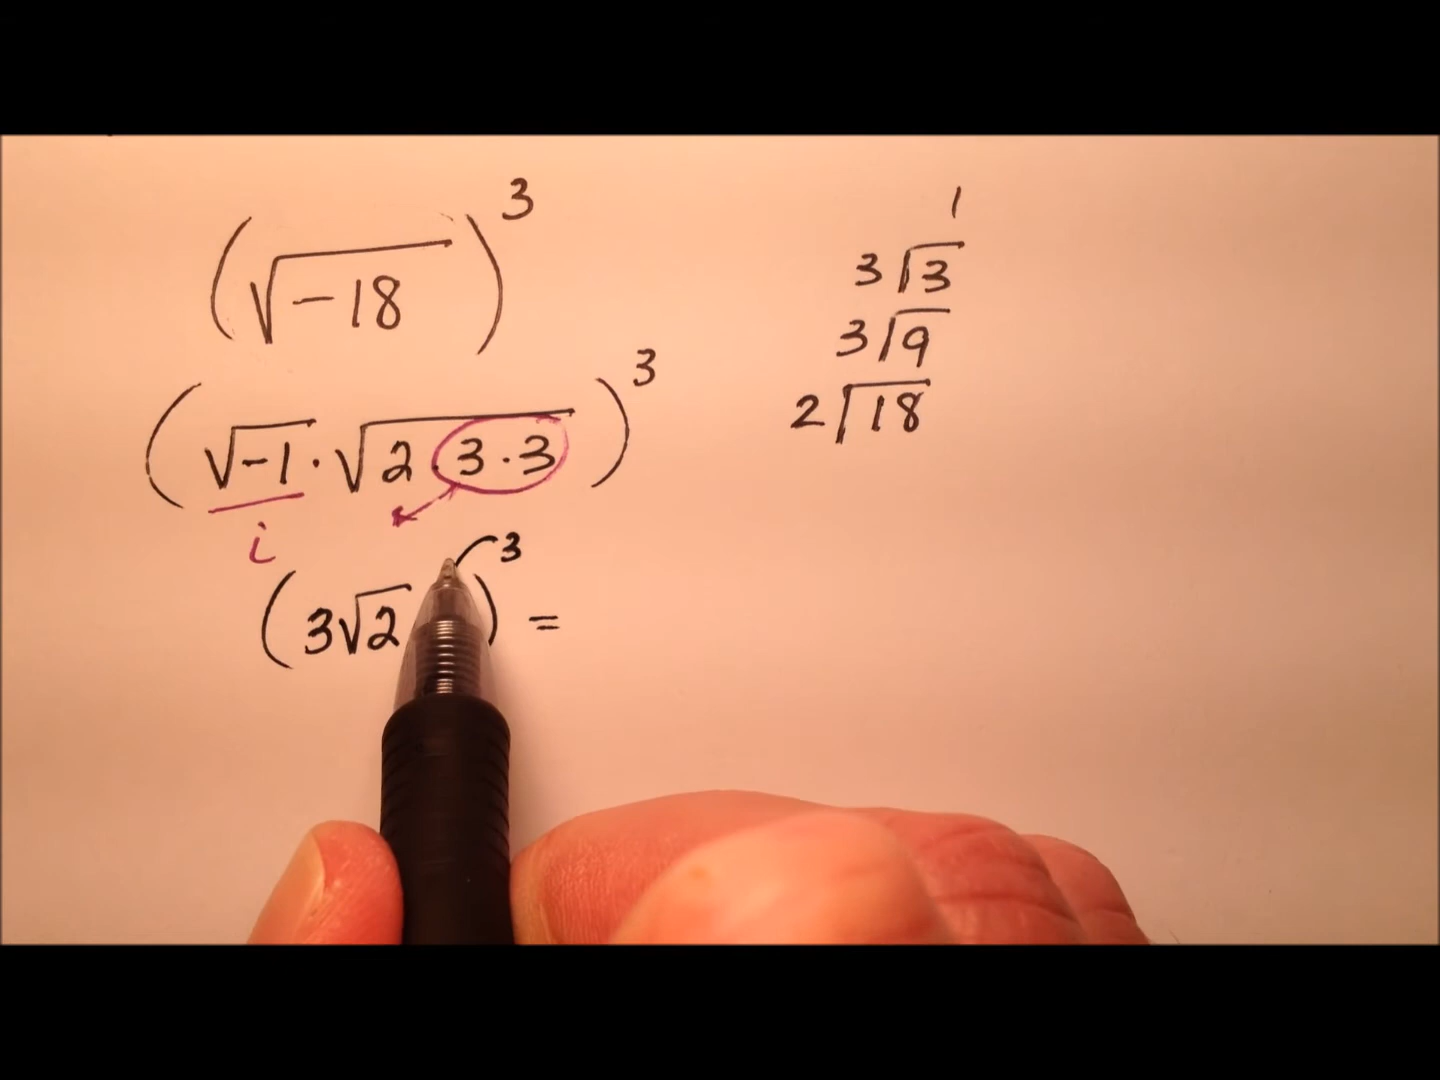 (√-18)³
(√-1 · √2·3·3)³
i
(3√2 )³ =
1
3√3
3√9
2√18